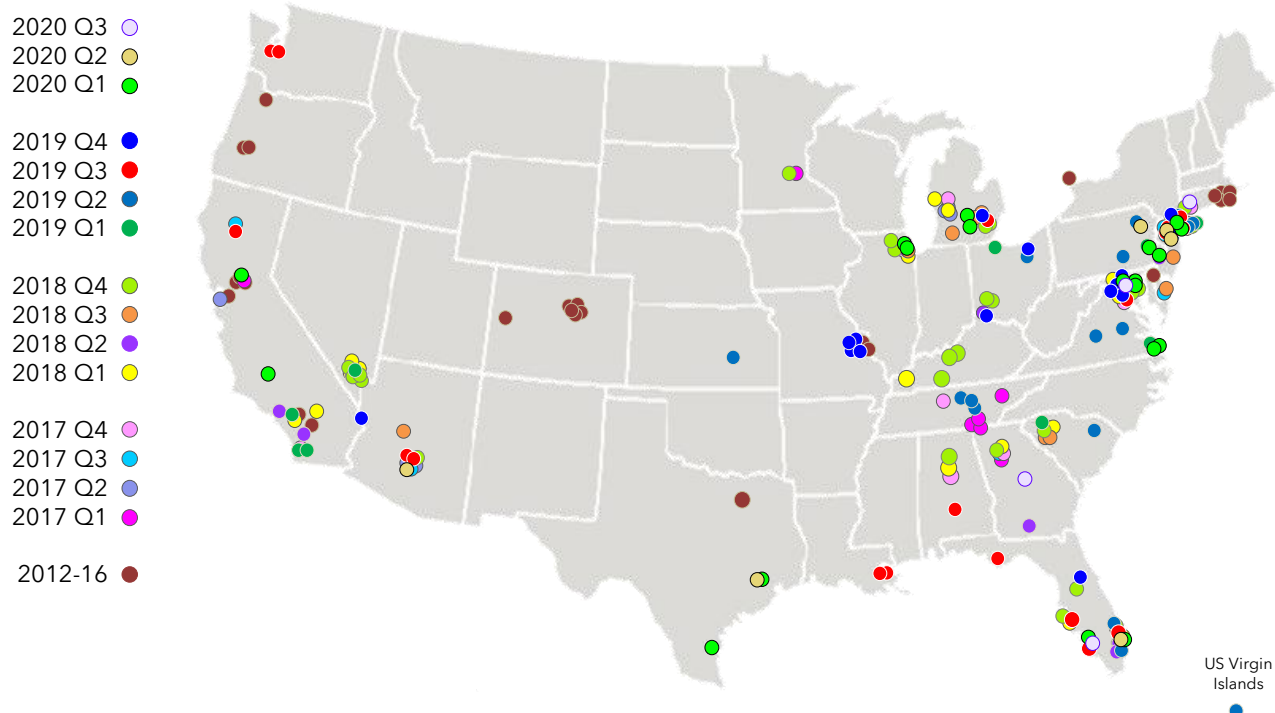 2020 Q3
2020 Q2
2020 Q1
2019 Q4
2019 Q3
2019 Q2
2019 Q1
2018 Q4
2018 Q3
2018 Q2
2018 Q1
2017 Q4
2017 Q3
2017 Q2
2017 Q1
2012-16
US Virgin
Islands